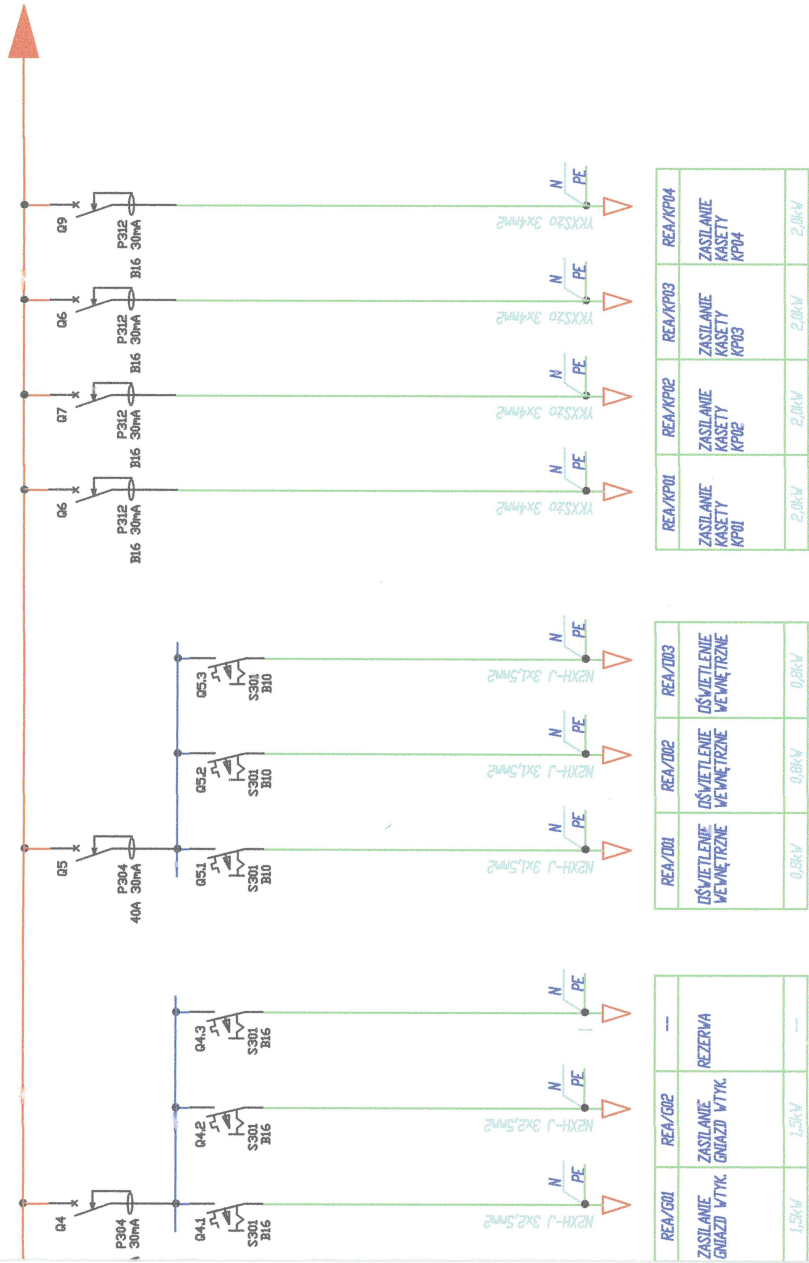 Q4
P304
30mA
Q4.1
S301
B16
N2XH-J 3x2,5mm2
REA/G01
ZASILANIE
GNIAZD WTYK.
1,5kW
Q4.2
S301
B16
N2XH-J 3x2,5mm2
N
PE
REA/G02
ZASILANIE
GNIAZD WTYK.
1,5kW
Q4.3
S301
B16
N
PE
--
REZERWA
--
Q5
P304
30mA
40A
Q5.1
S301
B10
N2XH-J 3x1,5mm2
N
PE
REA/O01
OŚWIETLENIE
WEWNĘTRZNE
0,8kW
Q5.2
S301
B10
N2XH-J 3x1,5mm2
N
PE
REA/O02
OŚWIETLENIE
WEWNĘTRZNE
0,8kW
Q5.3
S301
B10
N2XH-J 3x1,5mm2
N
PE
REA/O03
OŚWIETLENIE
WEWNĘTRZNE
0,8kW
Q6
P312
30mA
B16
YKXSżo 3x4mm2
N
PE
REA/KP01
ZASILANIE
KASETY
KP01
2,0kW
Q7
P312
30mA
B16
YKXSżo 3x4mm2
N
PE
REA/KP02
ZASILANIE
KASETY
KP02
2,0kW
Q6
P312
30mA
B16
YKXSżo 3x4mm2
N
PE
REA/KP03
ZASILANIE
KASETY
KP03
2,0kW
Q9
P312
30mA
B16
YKXSżo 3x4mm2
N
PE
REA/KP04
ZASILANIE
KASETY
KP04
2,0kW
N
PE